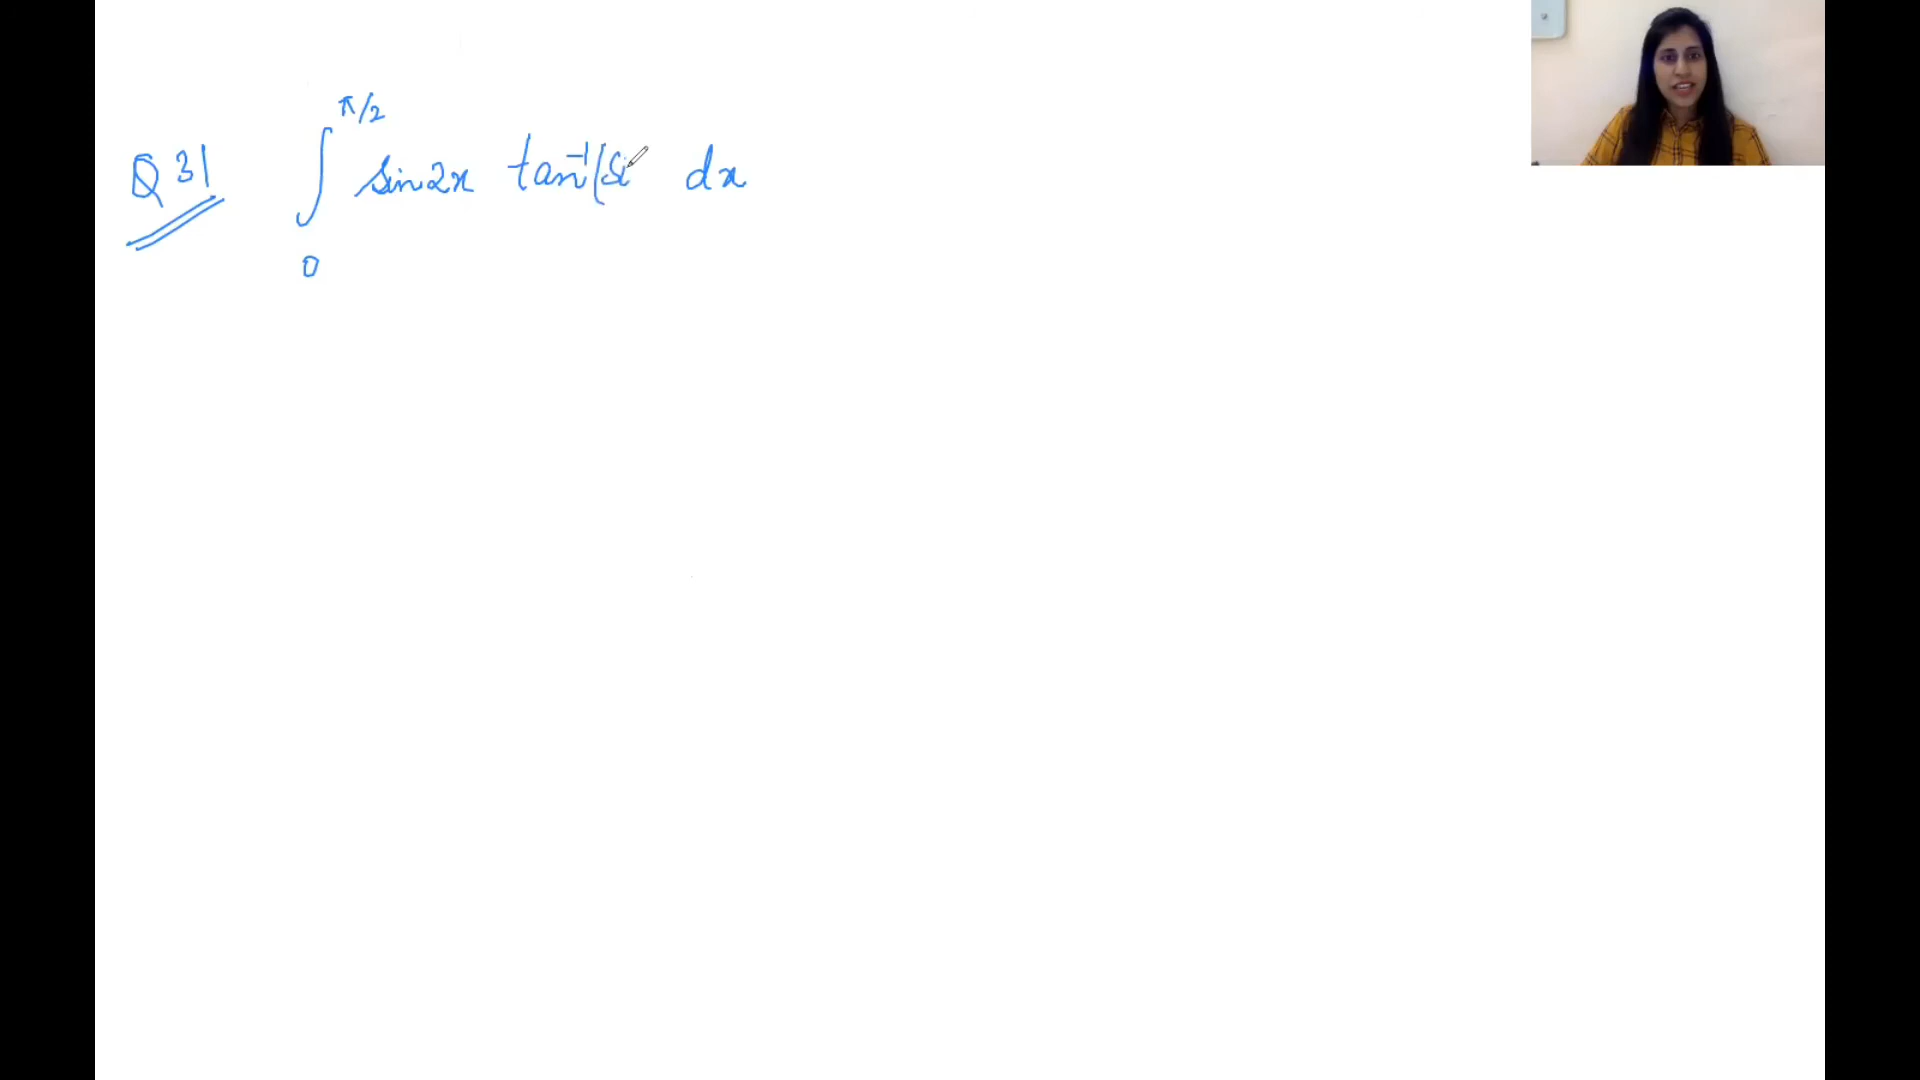 Q 31 ∫₀^π/2 sin2x tan⁻¹(Si dx